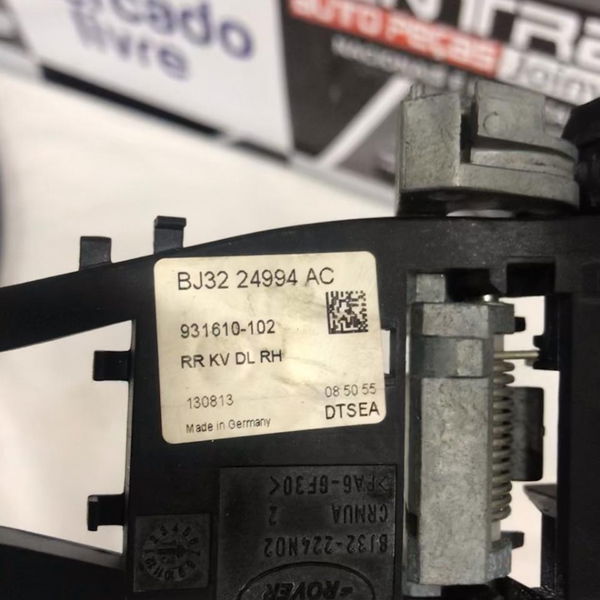 livre
AUTO PEÇAS
BJ32 24994 AC
931610-102
RR KV DL RH
130813
08 50 55
DTSEA
Made in Germany
>PA6-GF30<
CRMUA 2
BJ32-224N02
ROVER